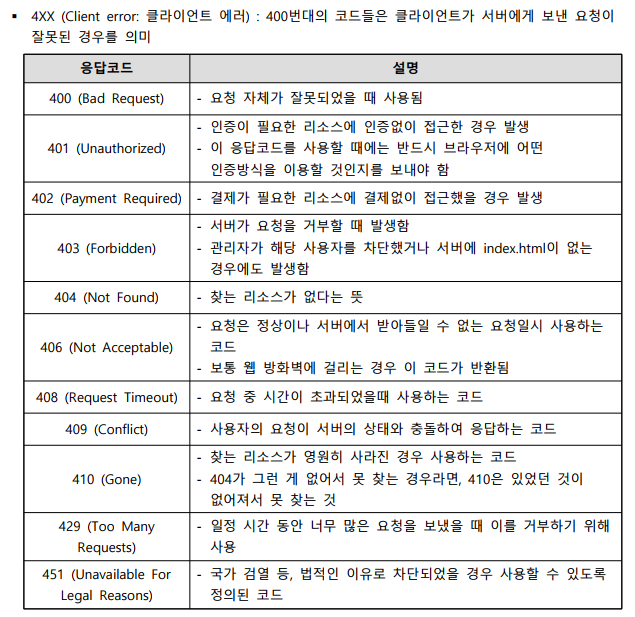 ▪ 4XX (Client error: 클라이언트 에러) : 400번대의 코드들은 클라이언트가 서버에게 보낸 요청이
잘못된 경우를 의미
응답코드 설명
400 (Bad Request) - 요청 자체가 잘못되었을 때 사용됨
401 (Unauthorized) - 인증이 필요한 리소스에 인증없이 접근한 경우 발생
- 이 응답코드를 사용할 때에는 반드시 브라우저에 어떤
인증방식을 이용할 것인지를 보내야 함
402 (Payment Required) - 결제가 필요한 리소스에 결제없이 접근했을 경우 발생
403 (Forbidden) - 서버가 요청을 거부할 때 발생함
- 관리자가 해당 사용자를 차단했거나 서버에 index.html이 없는
경우에도 발생함
404 (Not Found) - 찾는 리소스가 없다는 뜻
406 (Not Acceptable) - 요청은 정상이나 서버에서 받아들일 수 없는 요청일시 사용하는
코드
- 보통 웹 방화벽에 걸리는 경우 이 코드가 반환됨
408 (Request Timeout) - 요청 중 시간이 초과되었을때 사용하는 코드
409 (Conflict) - 사용자의 요청이 서버의 상태와 충돌하여 응답하는 코드
410 (Gone) - 찾는 리소스가 영원히 사라진 경우 사용하는 코드
- 404가 그런 게 없어서 못 찾는 경우라면, 410은 있었던 것이
없어져서 못 찾는 것
429 (Too Many
Requests) - 일정 시간 동안 너무 많은 요청을 보냈을 때 이를 거부하기 위해
사용
451 (Unavailable For
Legal Reasons) - 국가 검열 등, 법적인 이유로 차단되었을 경우 사용할 수 있도록
정의된 코드